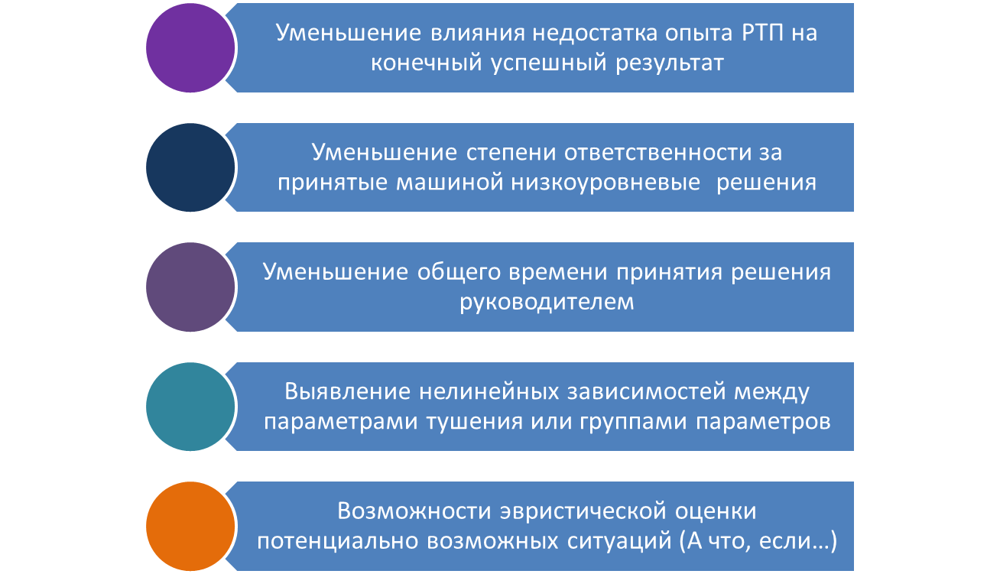 Уменьшение влияния недостатка опыта РТП на
конечный успешный результат
Уменьшение степени ответственности за
принятые машиной низкоуровневые  решения
Уменьшение общего времени принятия решения
руководителем
Выявление нелинейных зависимостей между
параметрами тушения или группами параметров
Возможности эвристической оценки
потенциально возможных ситуаций (А что, если…)